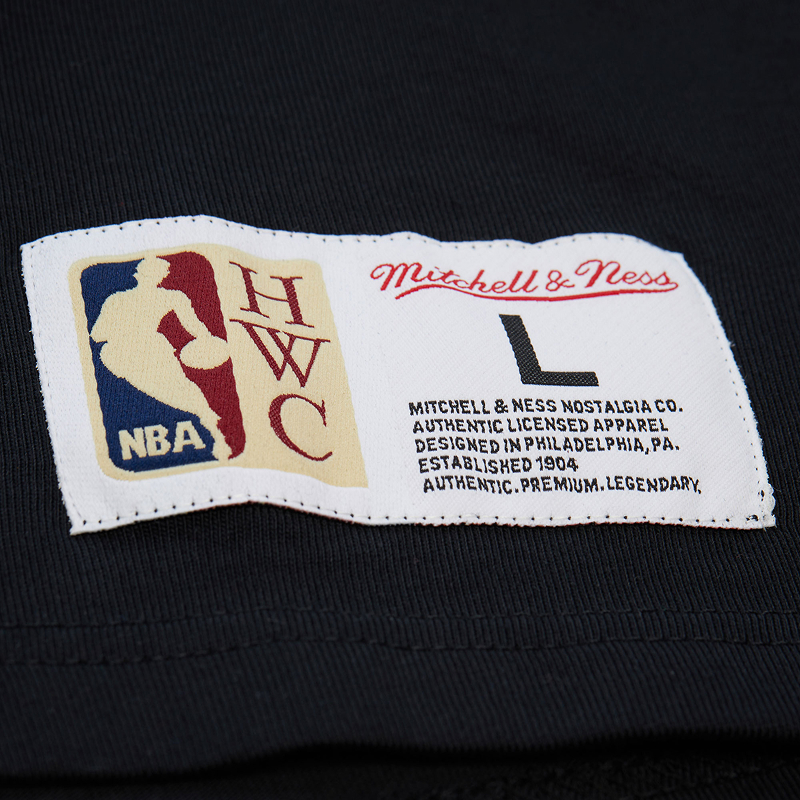 NBA
H
W
C
Mitchell & Ness
L
MITCHELL & NESS NOSTALGIA CO.
AUTHENTIC LICENSED APPAREL
DESIGNED IN PHILADELPHIA, PA.
ESTABLISHED 1904
AUTHENTIC.PREMIUM.LEGENDARY.